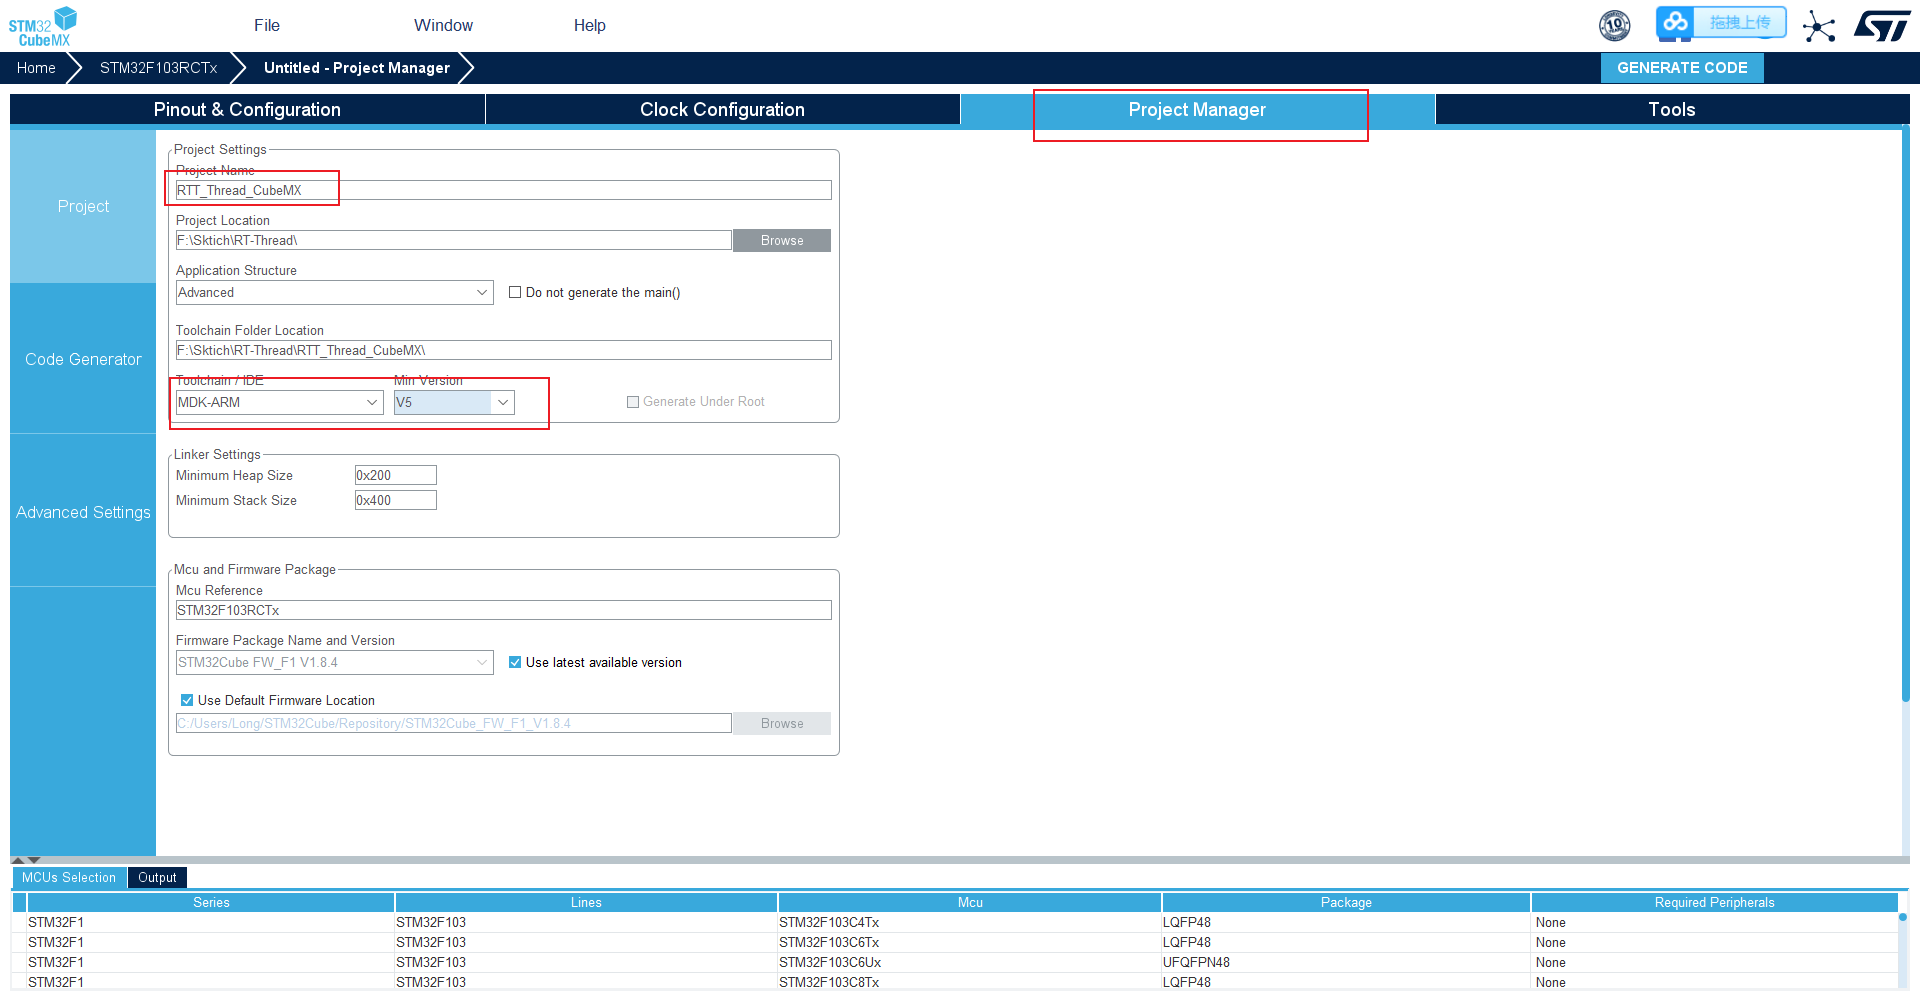 STM32
CubeMX
File
Window
Help
10
拖拽上传
Home
STM32F103RCTx
Untitled - Project Manager
GENERATE CODE
Pinout & Configuration
Clock Configuration
Project Manager
Tools
Project
Code Generator
Advanced Settings
Project Settings
Project Name
RTT_Thread_CubeMX
Project Location
F:\Sktich\RT-Thread\
Browse
Application Structure
Advanced
Do not generate the main()
Toolchain Folder Location
F:\Sktich\RT-Thread\RTT_Thread_CubeMX\
Toolchain / IDE
Min Version
MDK-ARM
V5
Generate Under Root
Linker Settings
Minimum Heap Size
0x200
Minimum Stack Size
0x400
Mcu and Firmware Package
Mcu Reference
STM32F103RCTx
Firmware Package Name and Version
STM32Cube FW_F1 V1.8.4
Use latest available version
Use Default Firmware Location
C:/Users/Long/STM32Cube/Repository/STM32Cube_FW_F1_V1.8.4
Browse
MCUs Selection
Output
Series Lines Mcu Package Required Peripherals
STM32F1 STM32F103 STM32F103C4Tx LQFP48 None
STM32F1 STM32F103 STM32F103C6Tx LQFP48 None
STM32F1 STM32F103 STM32F103C6Ux UFQFPN48 None
STM32F1 STM32F103 STM32F103C8Tx LQFP48 None